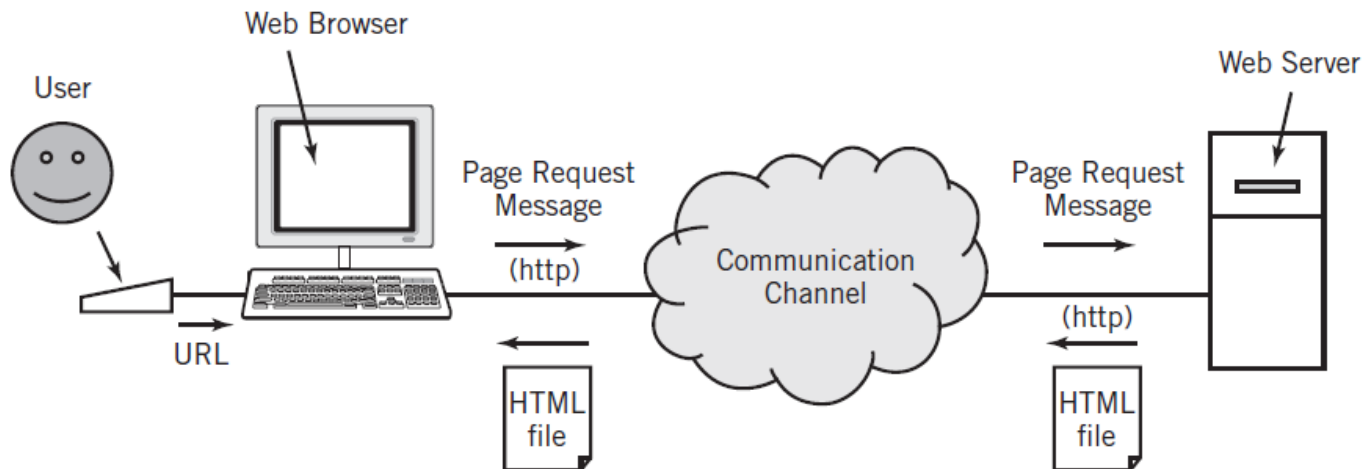 Web Browser
User
Web Server
Page Request
Message
(http)
Page Request
Message
Communication
Channel
(http)
URL
HTML
file
HTML
file